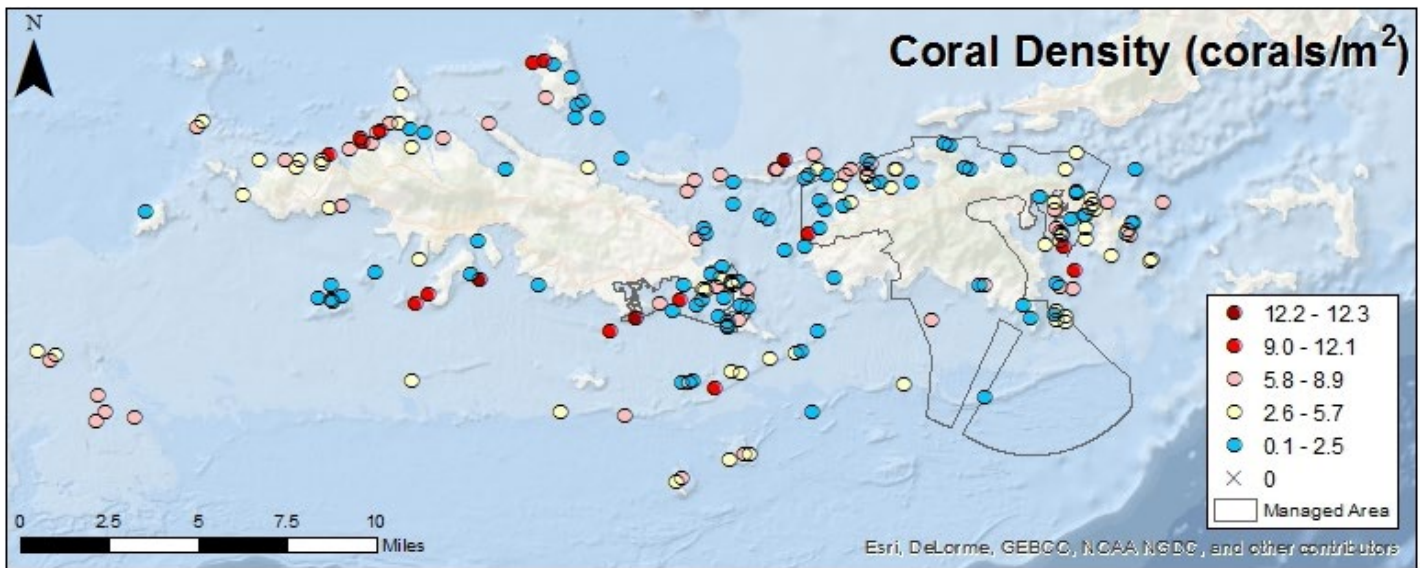 N
Coral Density (corals/m²)
12.2 - 12.3
9.0 - 12.1
5.8 - 8.9
2.6 - 5.7
0.1 - 2.5
0
Managed Area
0 2.5 5 7.5 10
Miles
Esri, DeLorme, GEBCO, NOAA NGDC, and other contributors